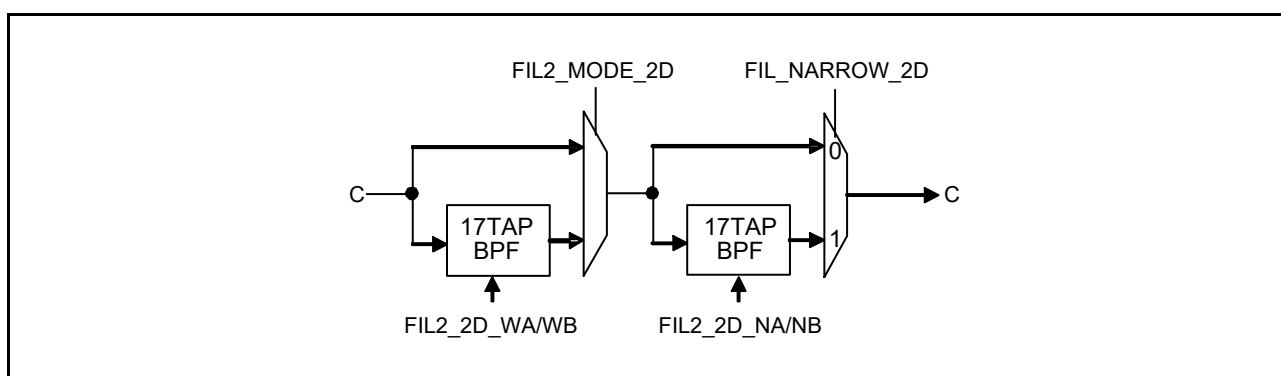 FIL2_MODE_2D FIL_NARROW_2D
0
C C
17TAP 17TAP
BPF BPF
1
FIL2_2D_WA/WB FIL2_2D_NA/NB